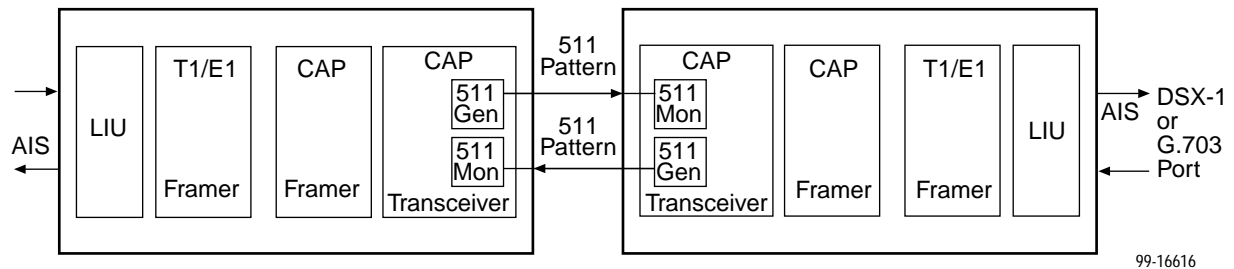 AIS
LIU
T1/E1
Framer
CAP
Framer
CAP
511
Gen
511
Mon
Transceiver
511
Pattern
511
Pattern
CAP
511
Mon
511
Gen
Transceiver
CAP
Framer
T1/E1
Framer
LIU
AIS
DSX-1
or
G.703
Port
99-16616